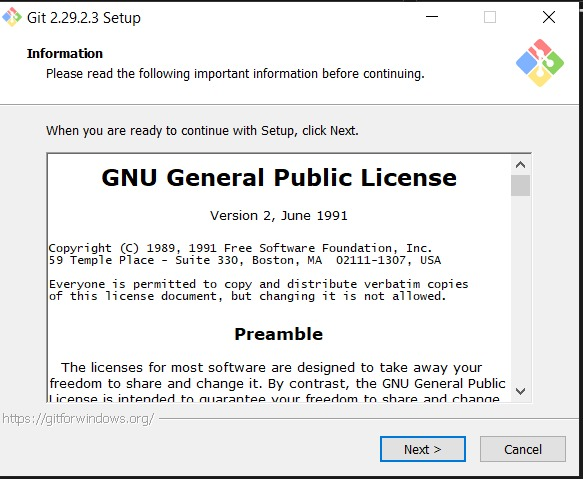 Git 2.29.2.3 Setup
Information
Please read the following important information before continuing.
When you are ready to continue with Setup, click Next.
GNU General Public License
Version 2, June 1991
Copyright (C) 1989, 1991 Free Software Foundation, Inc.
59 Temple Place - Suite 330, Boston, MA  02111-1307, USA
Everyone is permitted to copy and distribute verbatim copies
of this license document, but changing it is not allowed.
Preamble
The licenses for most software are designed to take away your
freedom to share and change it. By contrast, the GNU General Public
License is intended to guarantee your freedom to share and change
https://gitforwindows.org/
Next >
Cancel